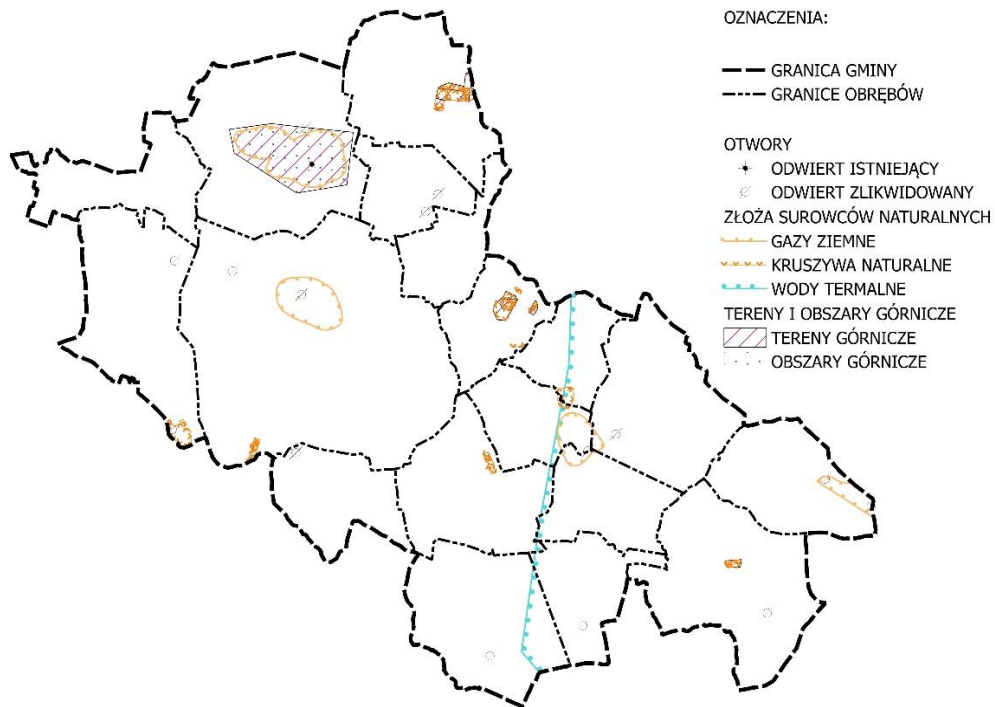 OZNACZENIA:
GRANICA GMINY
GRANICE OBRĘBÓW
OTWORY
ODWIERT ISTNIEJĄCY
ODWIERT ZLIKWIDOWANY
ZŁOŻA SUROWCÓW NATURALNYCH
GAZY ZIEMNE
KRUSZYWA NATURALNE
WODY TERMALNE
TERENY I OBSZARY GÓRNICZE
TERENY GÓRNICZE
OBSZARY GÓRNICZE